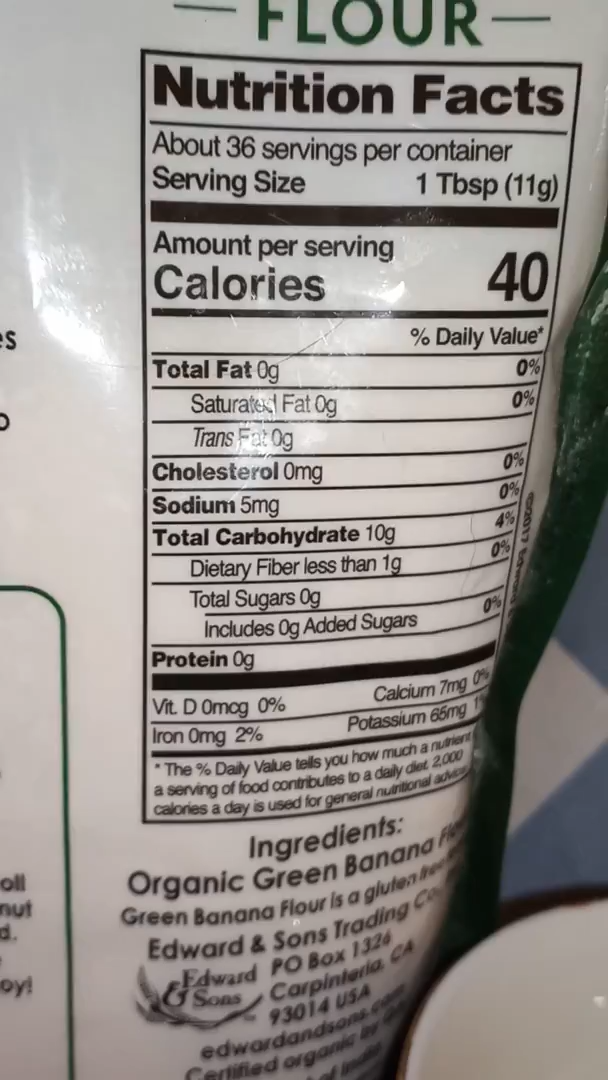 FLOUR
Nutrition Facts
About 36 servings per container
Serving Size 1 Tbsp (11g)
Amount per serving
Calories 40
% Daily Value*
Total Fat 0g 0%
Saturated Fat 0g 0%
Trans Fat 0g
Cholesterol 0mg 0%
Sodium 5mg 0%
Total Carbohydrate 10g 4%
Dietary Fiber less than 1g 0%
Total Sugars 0g
Includes 0g Added Sugars 0%
Protein 0g
Vit. D 0mcg 0% Calcium 7mg 0%
Iron 0mg 2% Potassium 65mg 1%
* The % Daily Value tells you how much a nutrient
a serving of food contributes to a daily diet. 2,000
calories a day is used for general nutritional advice
Ingredients:
Organic Green Banana
Green Banana Flour is a gluten
Edward & Sons Trading
Edward & Sons
PO Box 1326
Carpinteria, CA
93014 USA
edwardandsons.com
Certified organic
©2017
oll
nut
d.
oy!